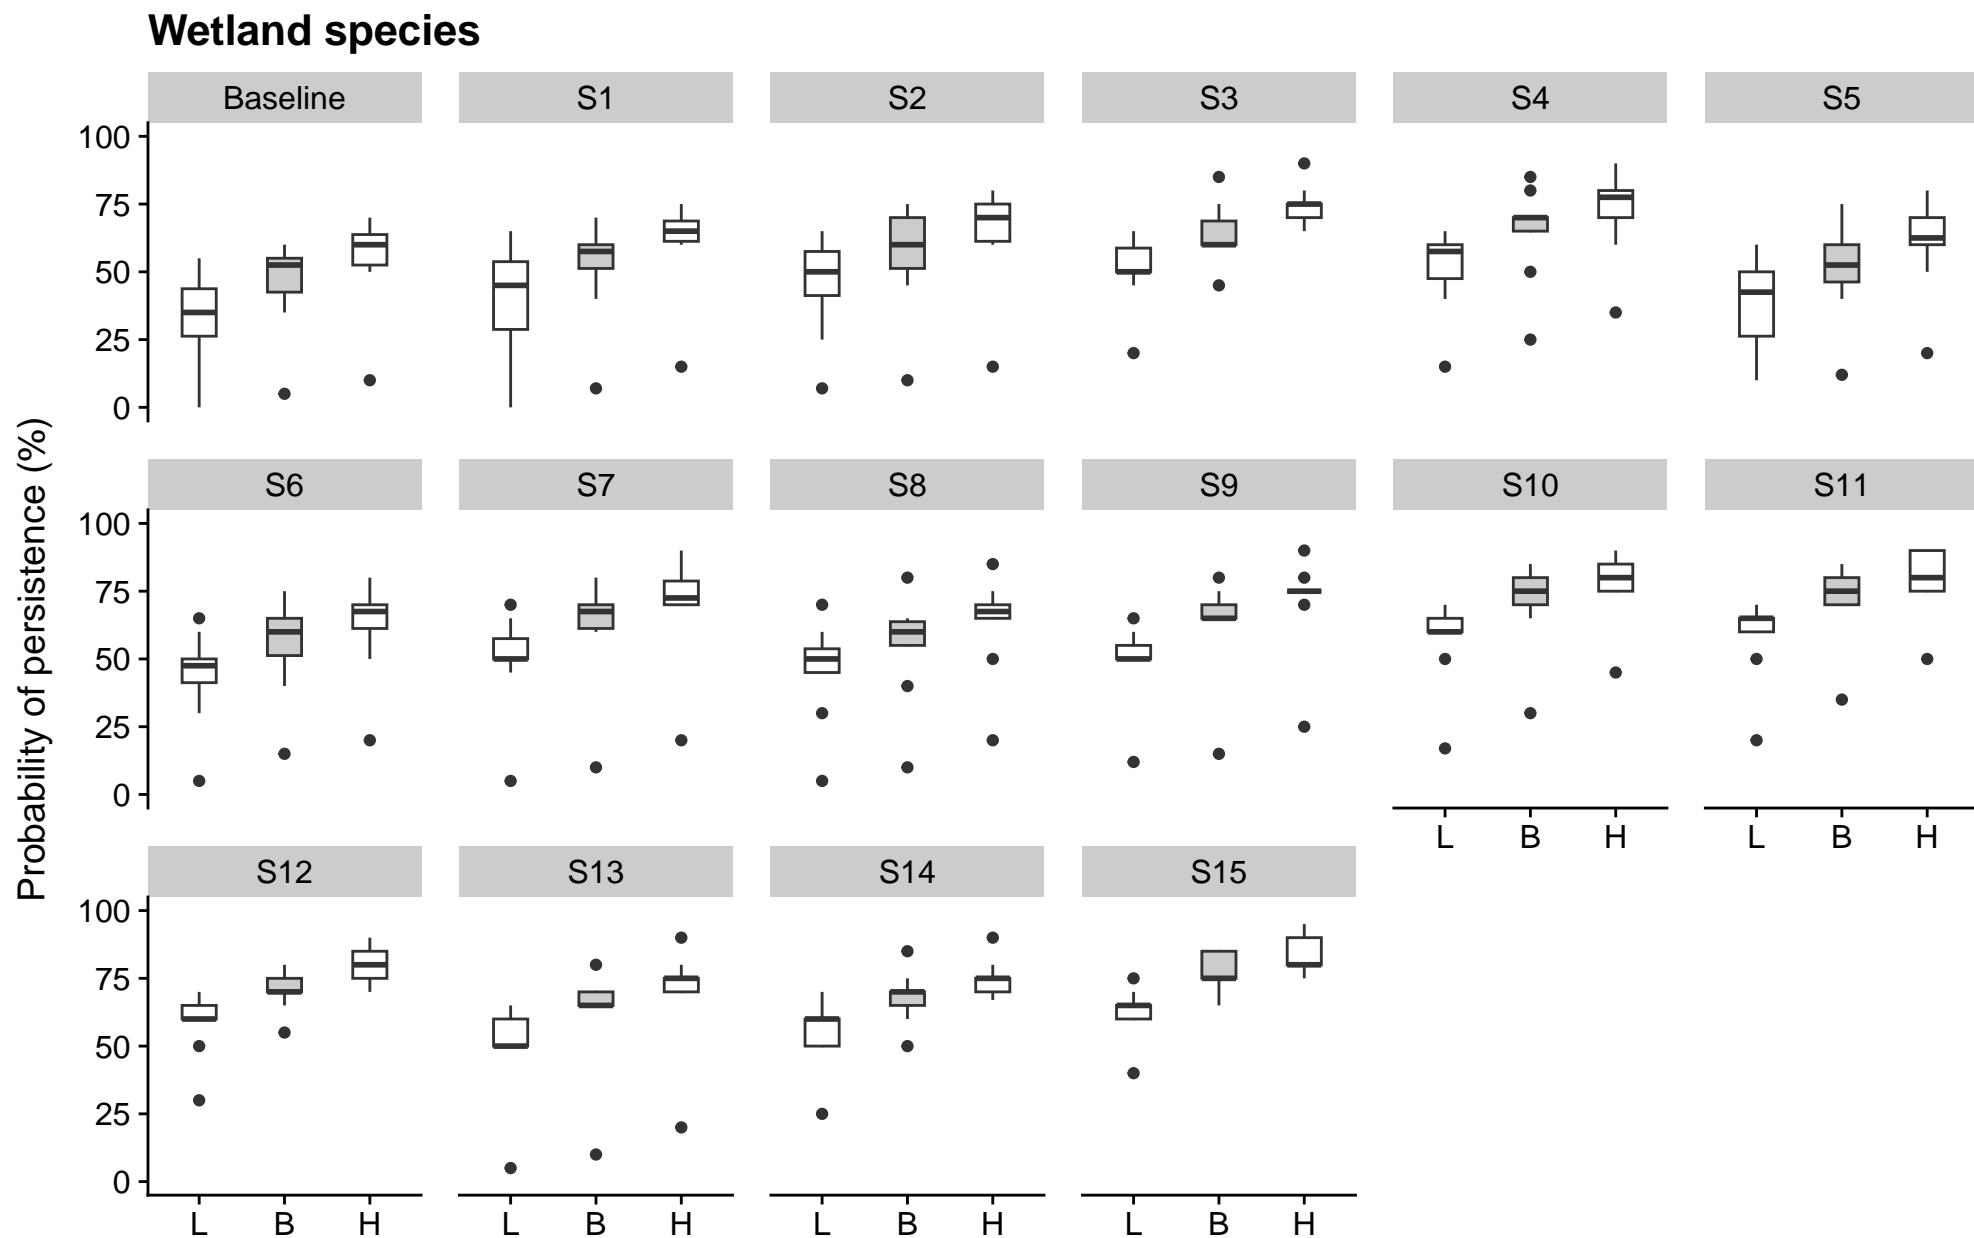 Wetland species
Baseline S1 S2 S3 S4 S5
100
75
50
25
0
Probability of persistence (%)
S6 S7 S8 S9 S10 S11
100
75
50
25
0
L B H L B H
S12 S13 S14 S15
100
75
50
25
0
L B H L B H L B H L B H